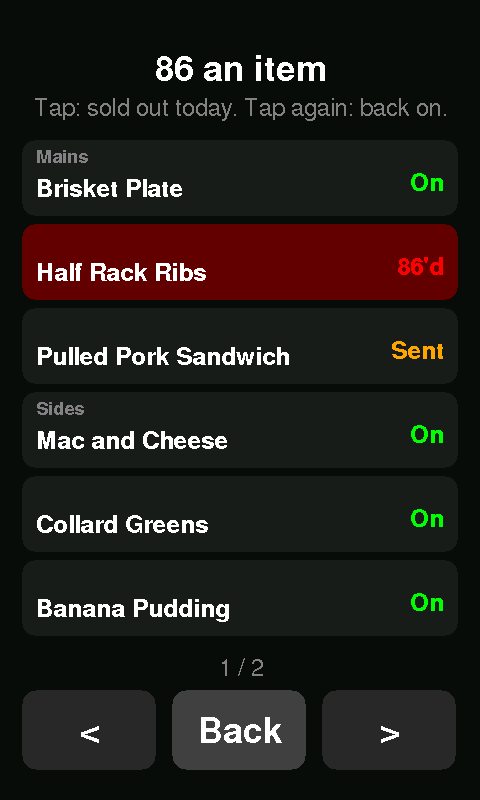 86 an item
Tap: sold out today. Tap again: back on.
Mains
Brisket Plate
On
Half Rack Ribs
86'd
Pulled Pork Sandwich
Sent
Sides
Mac and Cheese
On
Collard Greens
On
Banana Pudding
On
1 / 2
<
Back
>